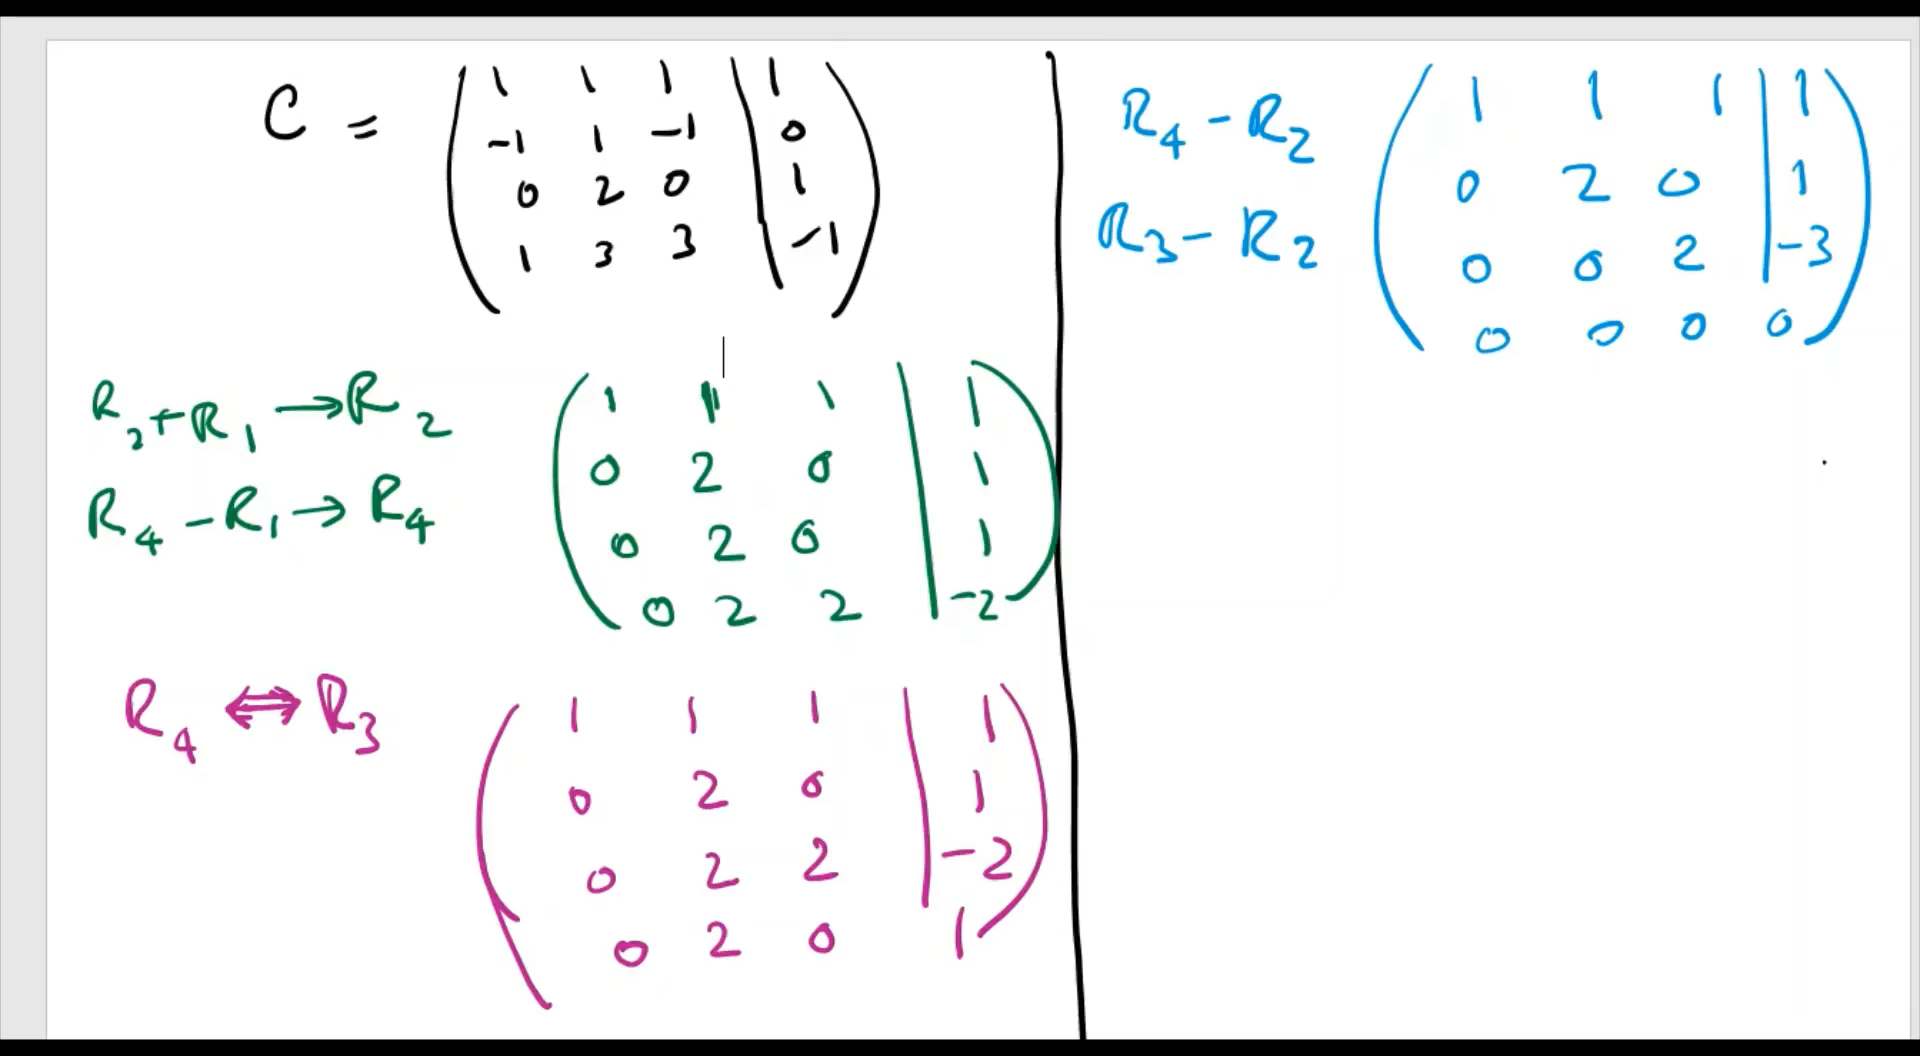 C = ( 1 1 1 | 1
-1 1 -1 | 0
0 2 0 | 1
1 3 3 | -1 )
R₂+R₁ → R₂
R₄ - R₁ → R₄
( 1 1 1 | 1
0 2 0 | 1
0 2 0 | 1
0 2 2 | -2 )
R₄ ⟺ R₃
( 1 1 1 | 1
0 2 0 | 1
0 2 2 | -2
0 2 0 1 )
R₄ - R₂
R₃ - R₂
( 1 1 1 | 1
0 2 0 | 1
0 0 2 | -3
0 0 0 0 )